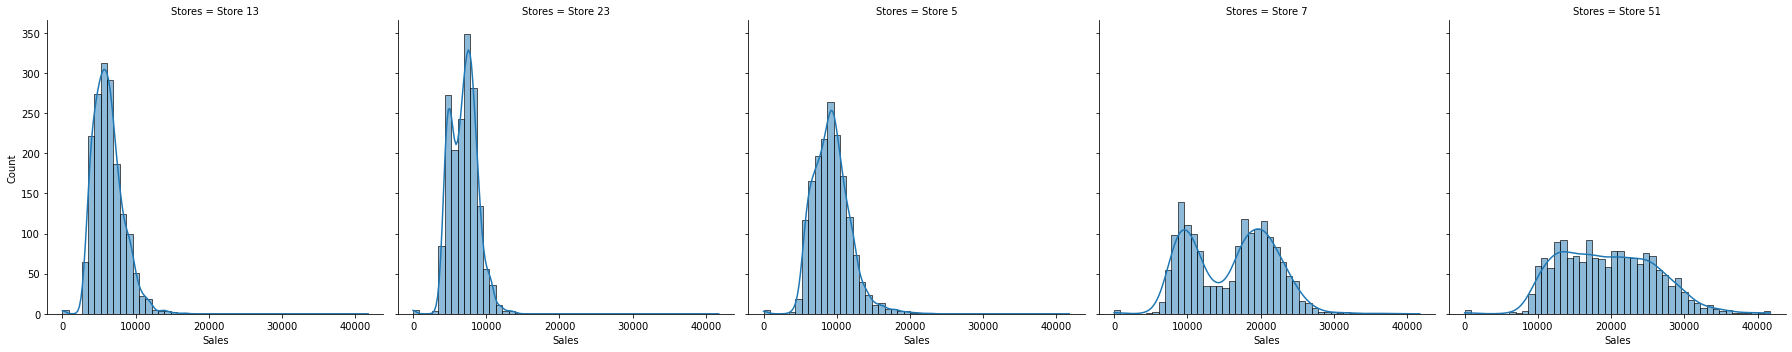 Stores = Store 13
Stores = Store 23
Stores = Store 5
Stores = Store 7
Stores = Store 51
350
300
250
200
150
100
50
0
Count
0 10000 20000 30000 40000
0 10000 20000 30000 40000
0 10000 20000 30000 40000
0 10000 20000 30000 40000
0 10000 20000 30000 40000
Sales
Sales
Sales
Sales
Sales